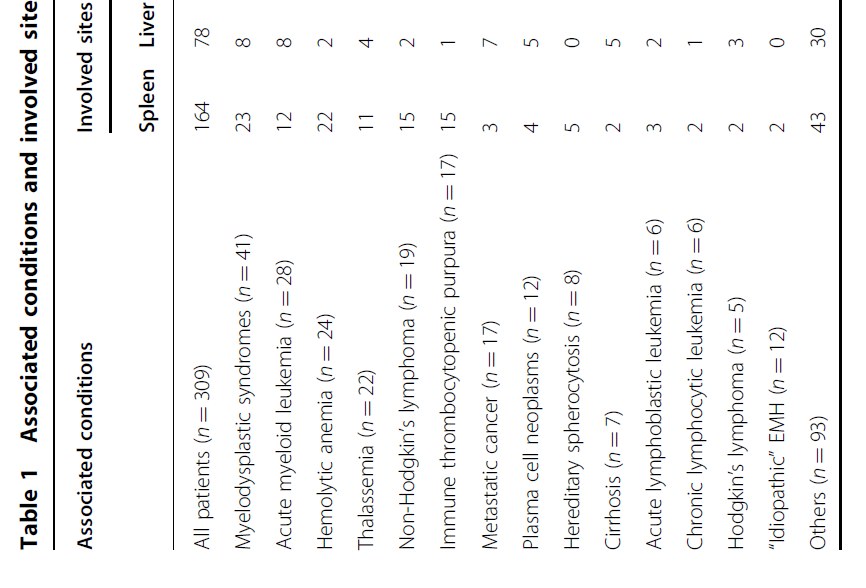 Table 1 Associated conditions and involved site
Associated conditions Involved sites
Spleen Liver
All patients (n = 309) 164 78
Myelodysplastic syndromes (n = 41) 23 8
Acute myeloid leukemia (n = 28) 12 8
Hemolytic anemia (n = 24) 22 2
Thalassemia (n = 22) 11 4
Non-Hodgkin's lymphoma (n = 19) 15 2
Immune thrombocytopenic purpura (n = 17) 15 1
Metastatic cancer (n = 17) 3 7
Plasma cell neoplasms (n = 12) 4 5
Hereditary spherocytosis (n = 8) 5 0
Cirrhosis (n = 7) 2 5
Acute lymphoblastic leukemia (n = 6) 3 2
Chronic lymphocytic leukemia (n = 6) 2 1
Hodgkin's lymphoma (n = 5) 2 3
"Idiopathic" EMH (n = 12) 2 0
Others (n = 93) 43 30